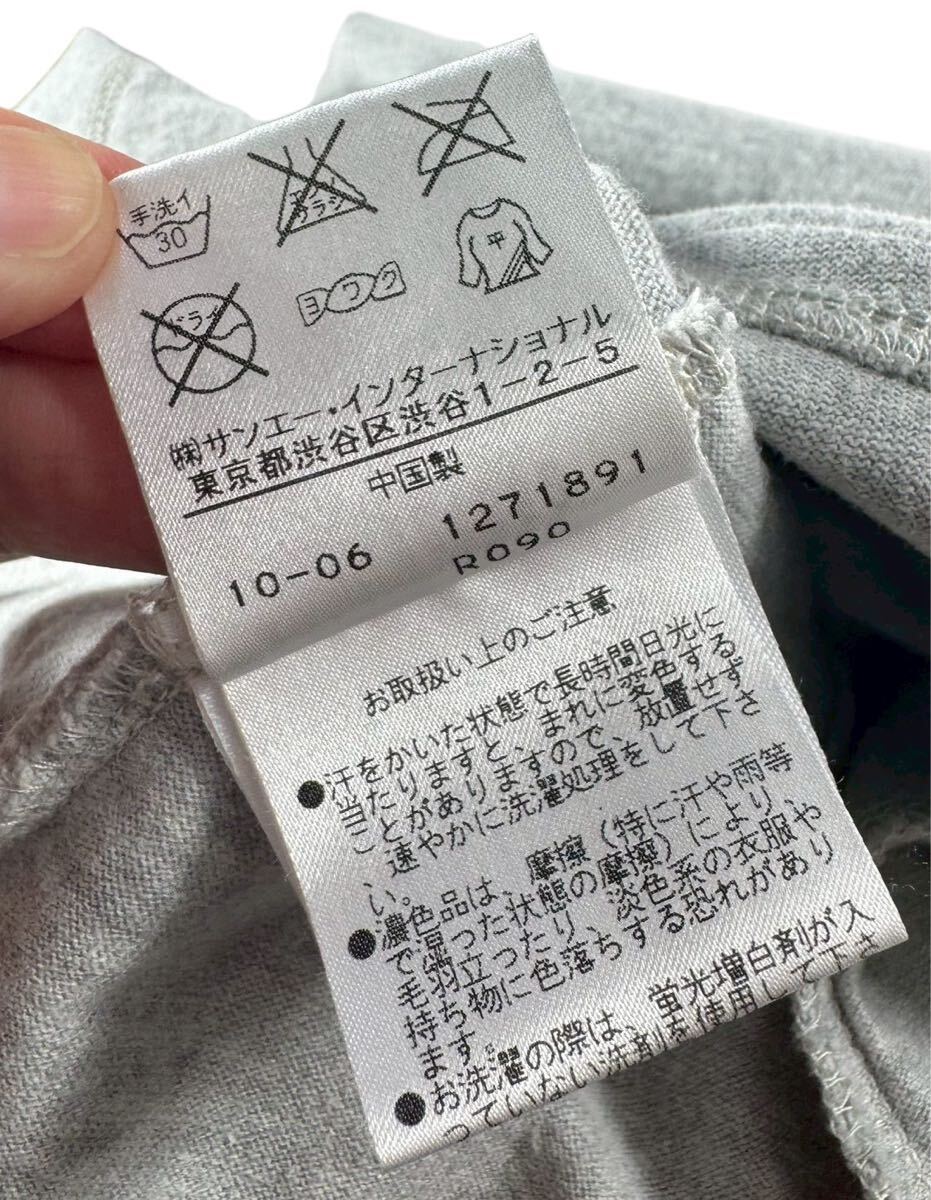 手洗イ
30
エンソ
サラシ
平
ドライ
ヨワク
㈱サンエー・インターナショナル
東京都渋谷区渋谷1-2-5
中国製
10-06 1271891
R090
お取扱い上のご注意
●汗をかいた状態で長時間日光に
当たりますと、まれに変色する
ことがありますので、放置せず
速やかに洗濯処理をして下さ
い。
●濃色品は、摩擦（特に汗や雨等
で湿った状態の摩擦）により、
毛羽立ったり、淡色系の衣服や
持ち物に色落ちする恐れがあり
ます。
●お洗濯の際は、蛍光増白剤が入
っていない洗剤を使用して下さ